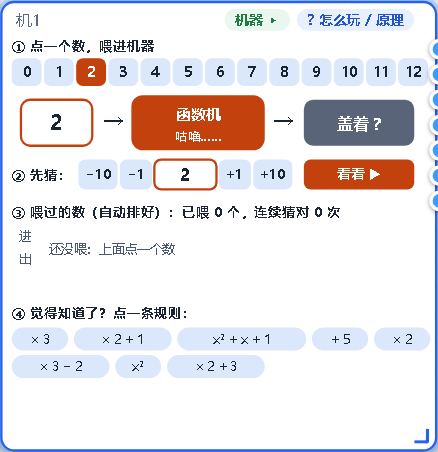 机1 机器 ▸ ? 怎么玩 / 原理
① 点一个数，喂进机器
0 1 2 3 4 5 6 7 8 9 10 11 12
2 → 函数机 咕噜…… → 盖着 ?
② 先猜： −10 −1 2 +1 +10 看看 ▶
③ 喂过的数（自动排好）：已喂 0 个，连续猜对 0 次
进
出 还没喂：上面点一个数
④ 觉得知道了？点一条规则：
× 3 × 2 + 1 x² + x + 1 + 5 × 2
× 3 − 2 x² × 2 + 3